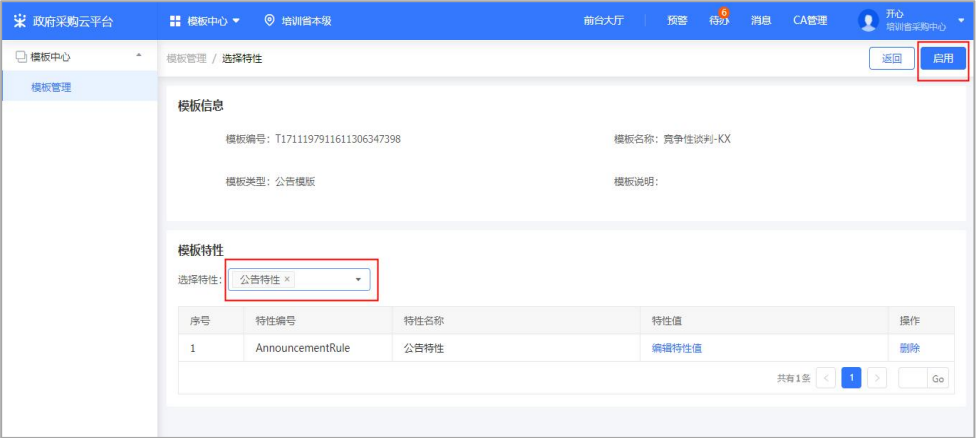 政府采购云平台 模板中心 培训省本级 前台大厅 预警 待办 6 消息 CA管理 开心
培训省采购中心
模板中心 模板管理 / 选择特性 返回 启用
模板管理
模板信息
模板编号: T1711197911611306347398 模板名称: 竞争性谈判-KX
模板类型: 公告模版 模板说明:
模板特性
选择特性: 公告特性 ×
序号 特性编号 特性名称 特性值 操作
1 AnnouncementRule 公告特性 编辑特性值 删除
共有1条 < 1 > Go